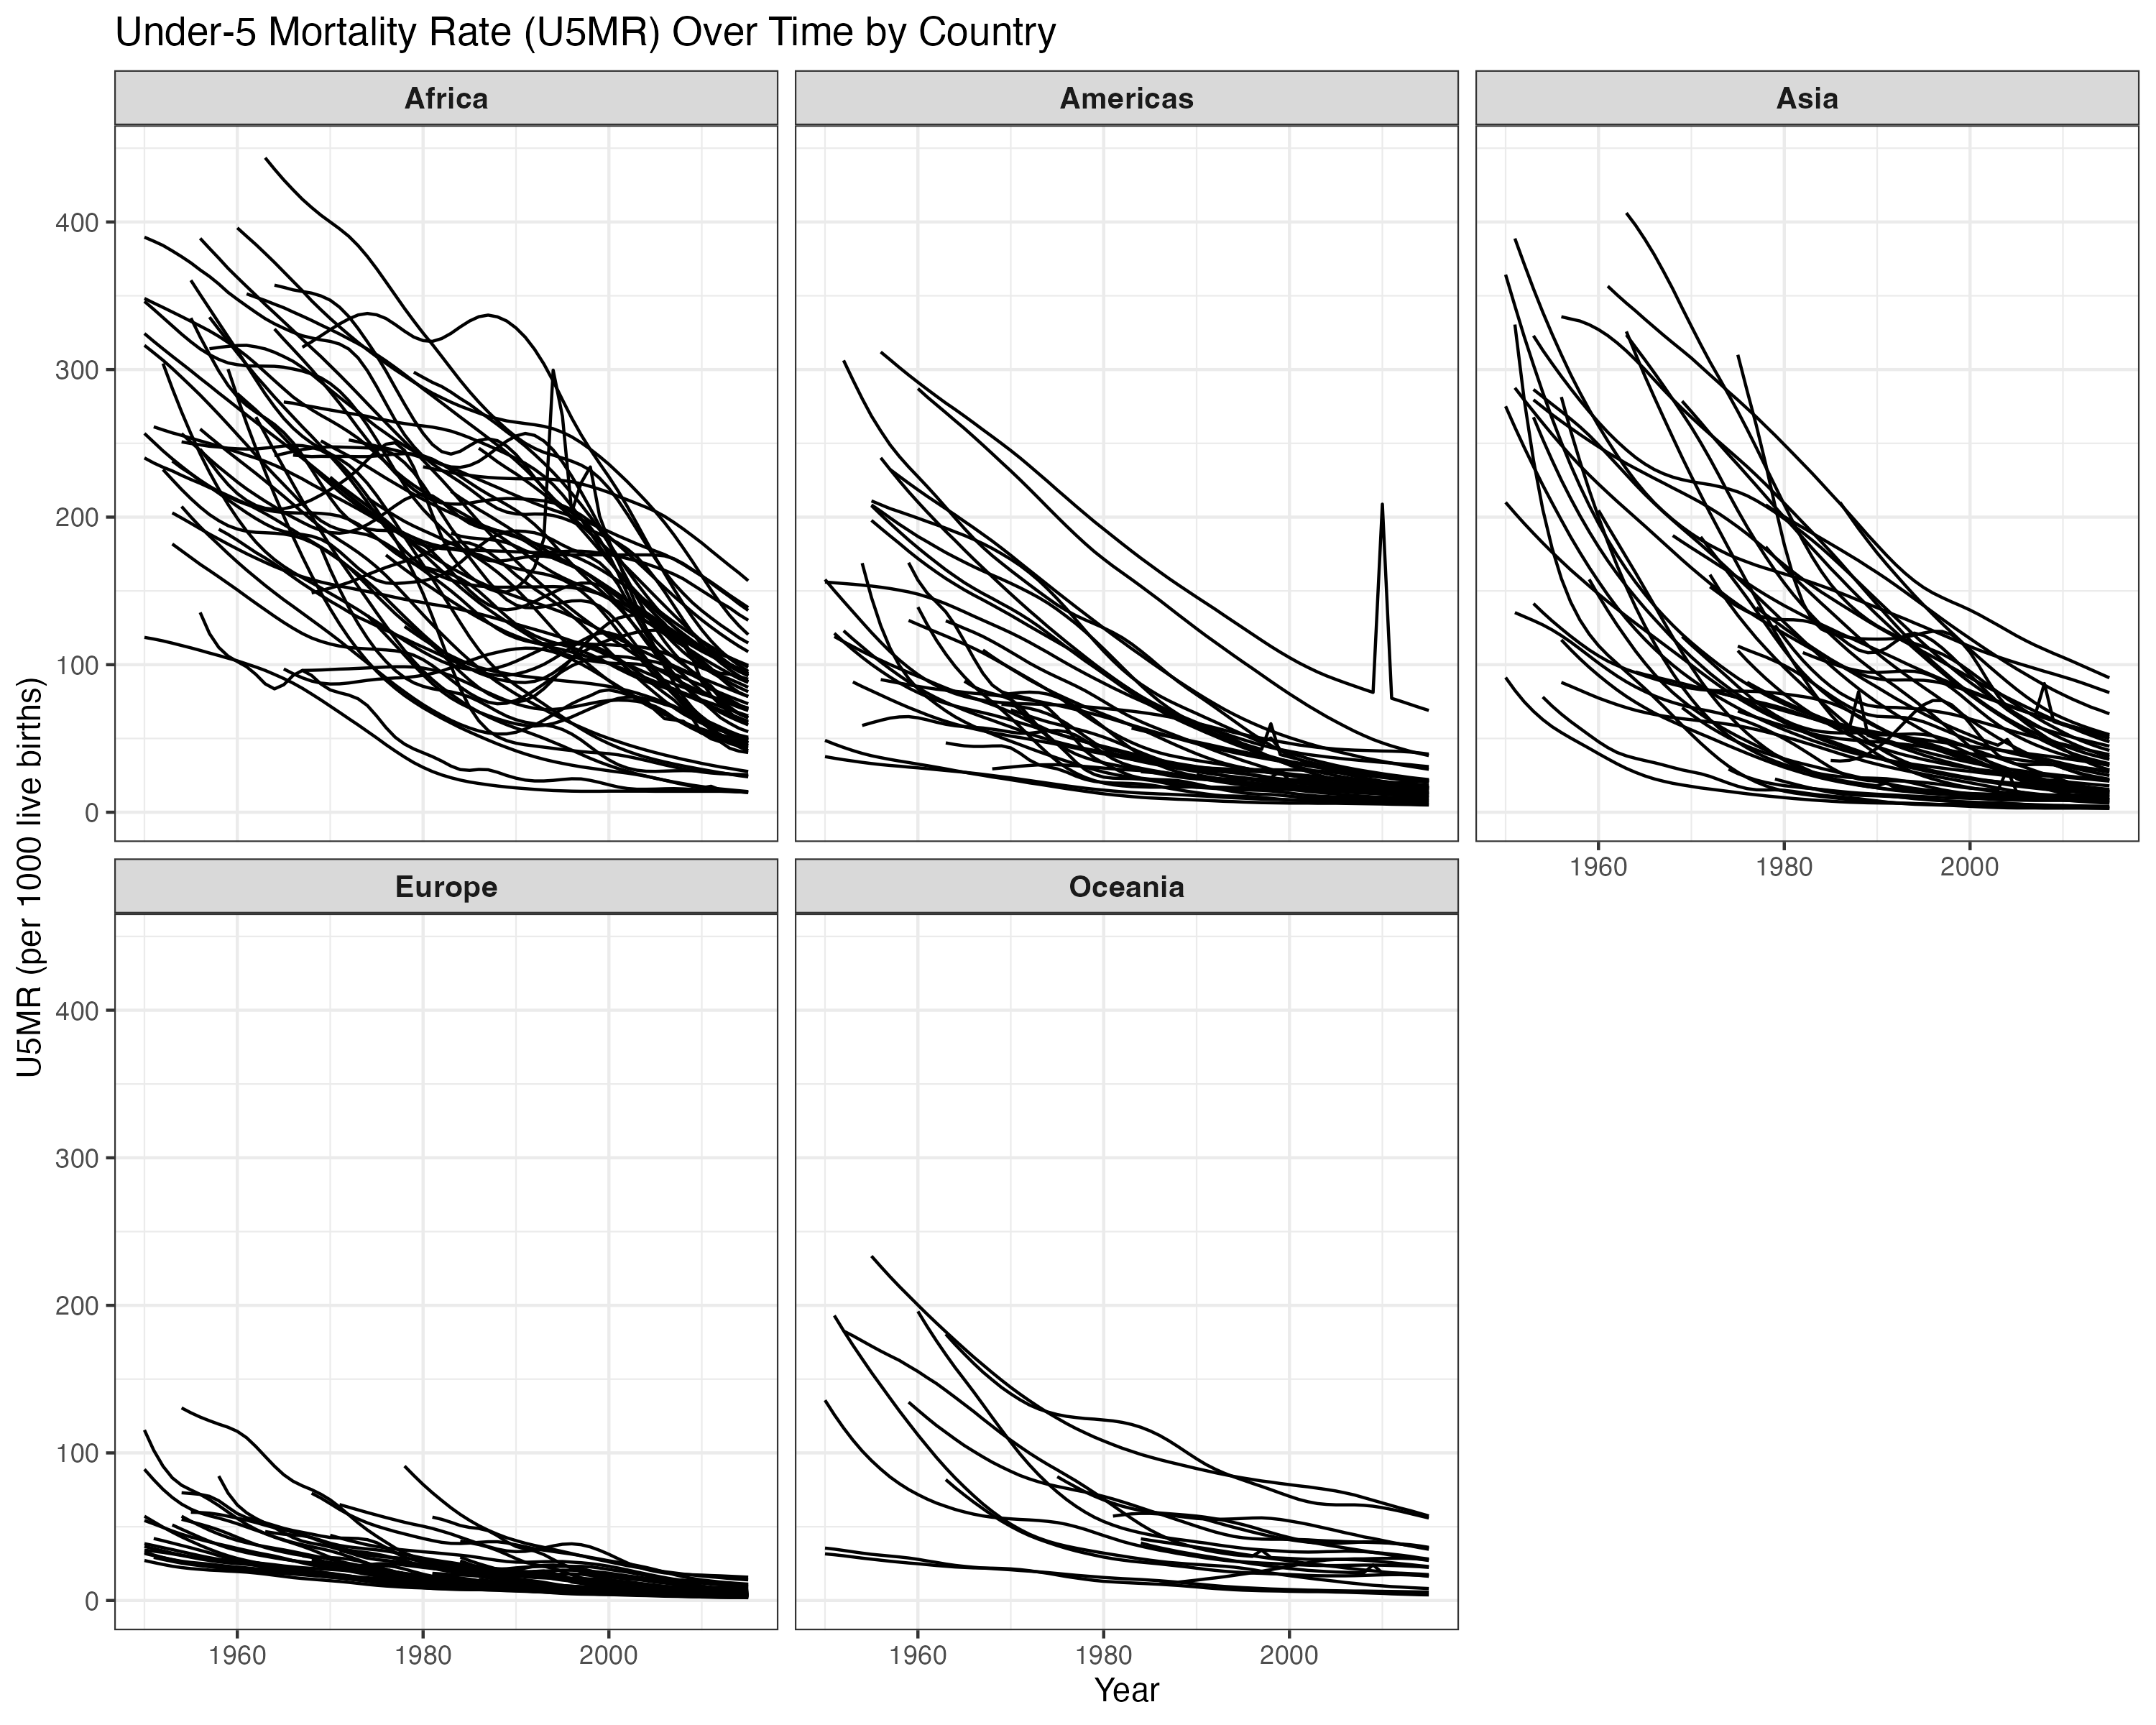 Under-5 Mortality Rate (U5MR) Over Time by Country
Africa
Americas
Asia
400
300
200
100
0
1960 1980 2000
Europe
Oceania
400
300
200
100
0
1960 1980 2000
1960 1980 2000
Year
U5MR (per 1000 live births)